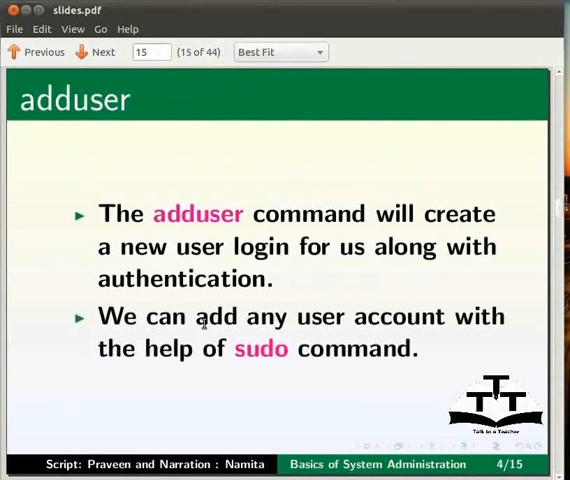 slides.pdf
File Edit View Go Help
Previous Next 15 (15 of 44) Best Fit
adduser
The adduser command will create
a new user login for us along with
authentication.
We can add any user account with
the help of sudo command.
T T T
Talk to a Teacher
Script: Praveen and Narration : Namita Basics of System Administration 4/15